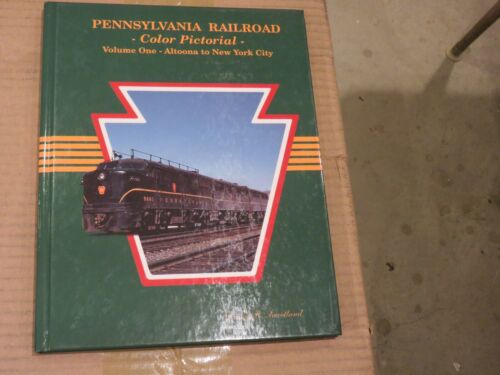 PENNSYLVANIA RAILROAD
- Color Pictorial -
Volume One - Altoona to New York City